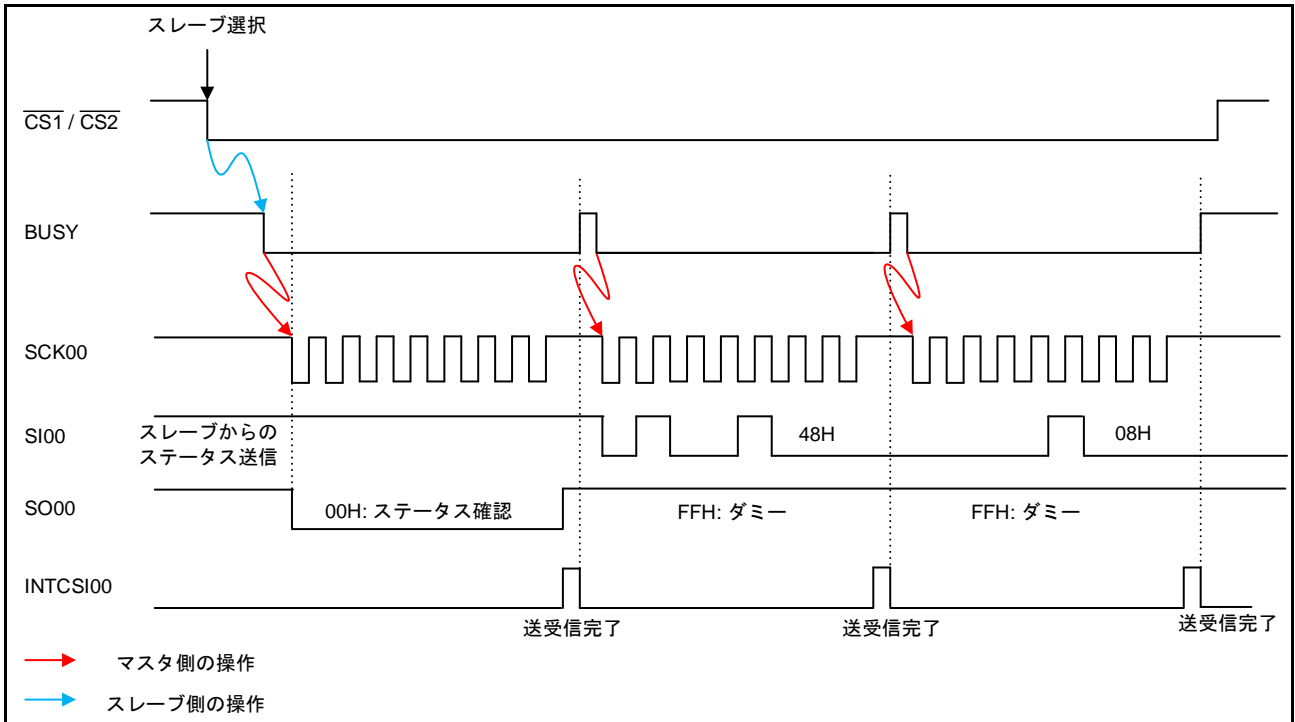 スレーブ選択
CS1 / CS2
BUSY
SCK00
SI00
スレーブからの
ステータス送信
48H
08H
SO00
00H: ステータス確認
FFH: ダミー
FFH: ダミー
INTCSI00
送受信完了
送受信完了
送受信完了
マスタ側の操作
スレーブ側の操作